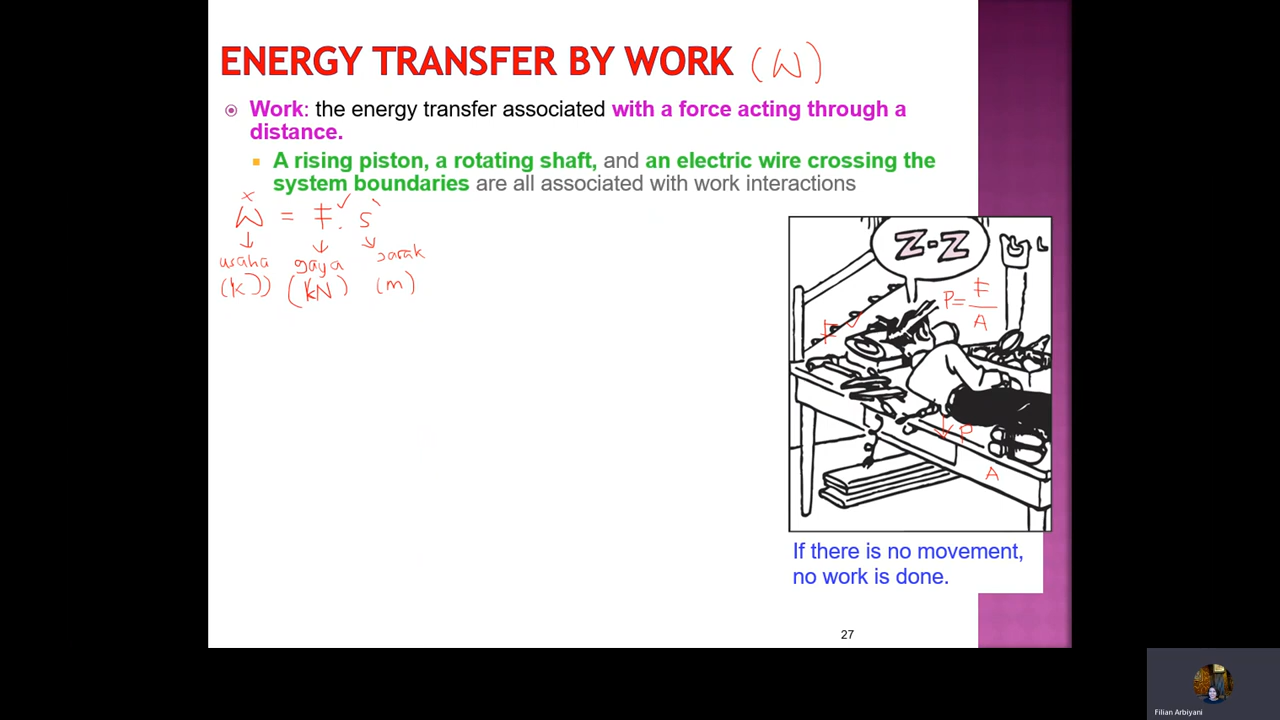 ENERGY TRANSFER BY WORK (W)
Work: the energy transfer associated with a force acting through a
distance.
A rising piston, a rotating shaft, and an electric wire crossing the
system boundaries are all associated with work interactions
W = F . s
usaha gaya jarak
(kJ) (kN) (m)
Z-Z
P = F
A
F
P
A
If there is no movement,
no work is done.
27
Filian Arbiyani